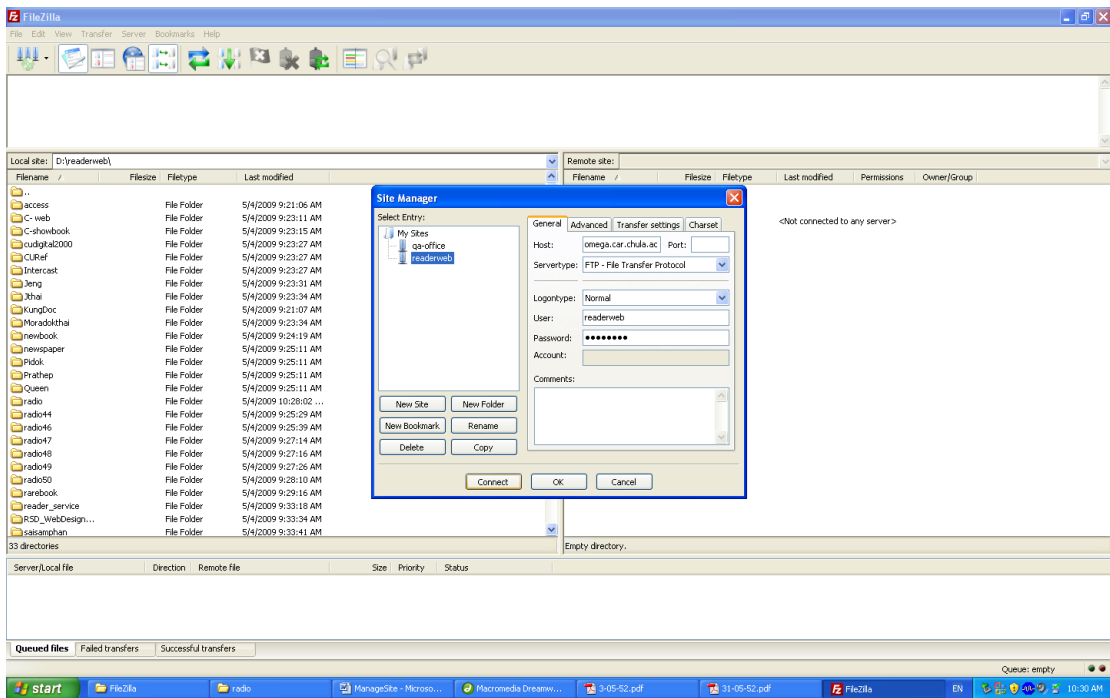 FileZilla
File Edit View Transfer Server Bookmarks Help
Local site: D:\readerweb\
Remote site:
Filename / Filesize Filetype Last modified
Filename / Filesize Filetype Last modified Permissions Owner/Group
..
access File Folder 5/4/2009 9:21:06 AM
C- web File Folder 5/4/2009 9:23:11 AM
C-showbook File Folder 5/4/2009 9:23:15 AM
cudigital2000 File Folder 5/4/2009 9:23:27 AM
CURef File Folder 5/4/2009 9:23:27 AM
Intercast File Folder 5/4/2009 9:23:27 AM
Jeng File Folder 5/4/2009 9:23:31 AM
Jthai File Folder 5/4/2009 9:23:34 AM
KungDoc File Folder 5/4/2009 9:21:07 AM
Moradokthai File Folder 5/4/2009 9:23:34 AM
newbook File Folder 5/4/2009 9:24:19 AM
newspaper File Folder 5/4/2009 9:25:11 AM
Pidok File Folder 5/4/2009 9:25:11 AM
Prathep File Folder 5/4/2009 9:25:11 AM
Queen File Folder 5/4/2009 9:25:11 AM
radio File Folder 5/4/2009 10:28:02 ...
radio44 File Folder 5/4/2009 9:25:29 AM
radio46 File Folder 5/4/2009 9:25:39 AM
radio47 File Folder 5/4/2009 9:27:14 AM
radio48 File Folder 5/4/2009 9:27:16 AM
radio49 File Folder 5/4/2009 9:27:26 AM
radio50 File Folder 5/4/2009 9:28:10 AM
rarebook File Folder 5/4/2009 9:29:16 AM
reader_service File Folder 5/4/2009 9:33:18 AM
RSD_WebDesign... File Folder 5/4/2009 9:33:34 AM
saisamphan File Folder 5/4/2009 9:33:41 AM
33 directories
<Not connected to any server>
Empty directory.
Site Manager
Select Entry:
My Sites
qa-office
readerweb
New Site New Folder
New Bookmark Rename
Delete Copy
General Advanced Transfer settings Charset
Host: omega.car.chula.ac Port:
Servertype: FTP - File Transfer Protocol
Logontype: Normal
User: readerweb
Password: ●●●●●●●●
Account:
Comments:
Connect OK Cancel
Server/Local file Direction Remote file Size Priority Status
Queued files Failed transfers Successful transfers
Queue: empty
start FileZilla radio ManageSite - Microso... Macromedia Dreamw... 3-05-52.pdf 31-05-52.pdf FileZilla EN 10:30 AM